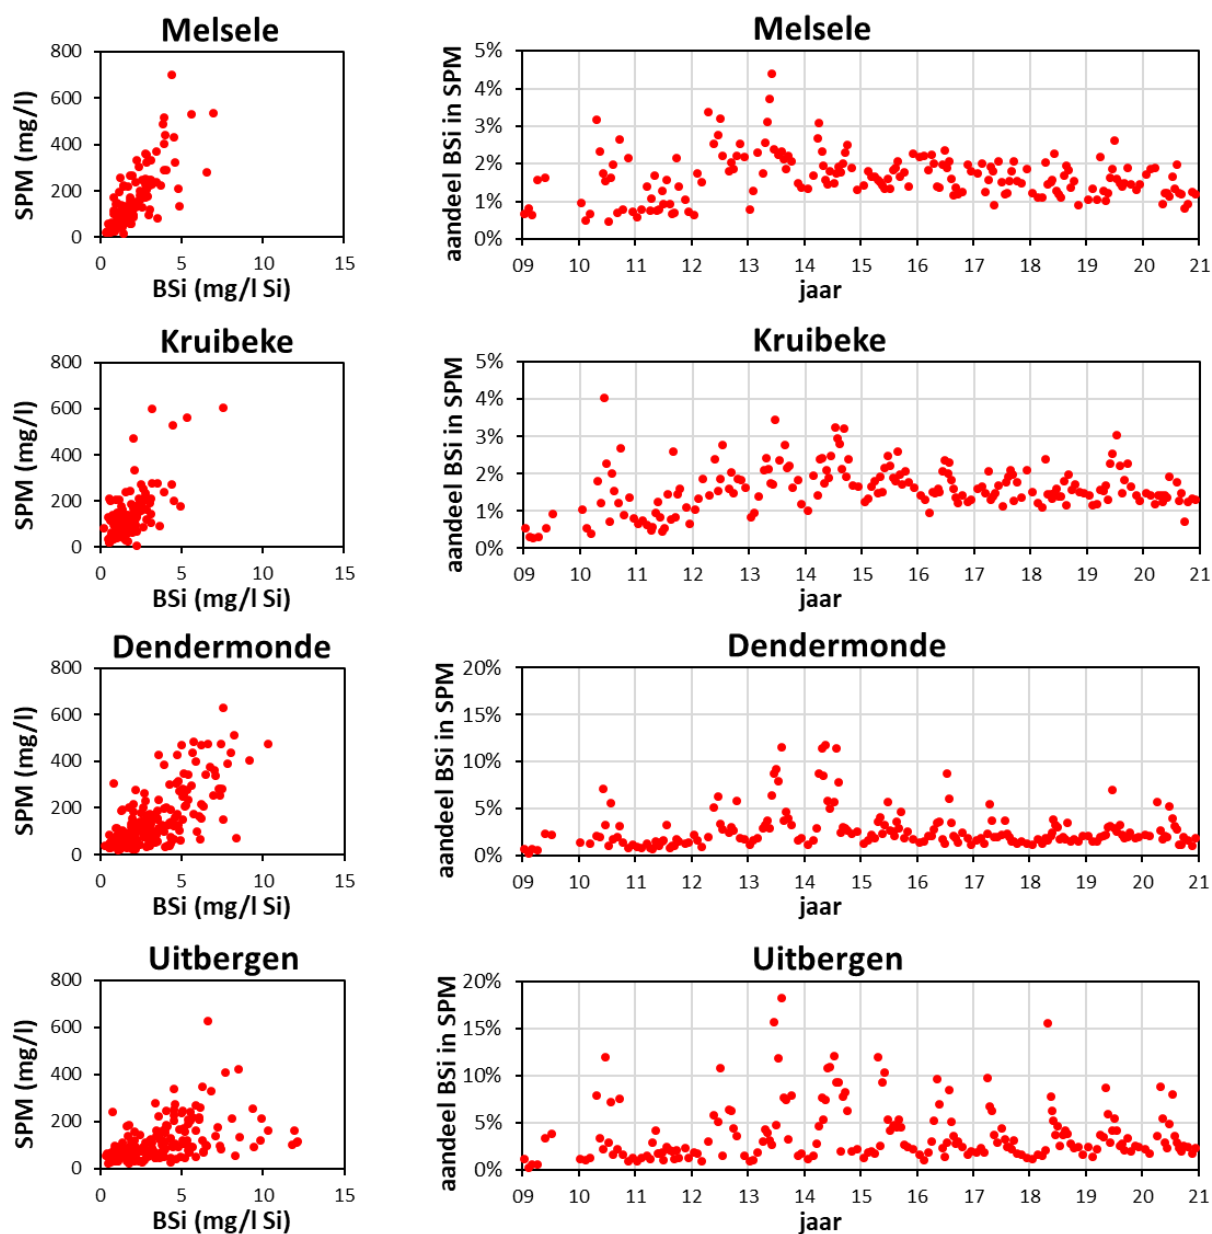 Melsele
SPM (mg/l)
800
600
400
200
0
0 5 10 15
BSi (mg/l Si)
Melsele
aandeel BSi in SPM
5%
4%
3%
2%
1%
0%
09 10 11 12 13 14 15 16 17 18 19 20 21
jaar
Kruibeke
SPM (mg/l)
800
600
400
200
0
0 5 10 15
BSi (mg/l Si)
Kruibeke
aandeel BSi in SPM
5%
4%
3%
2%
1%
0%
09 10 11 12 13 14 15 16 17 18 19 20 21
jaar
Dendermonde
SPM (mg/l)
800
600
400
200
0
0 5 10 15
BSi (mg/l Si)
Dendermonde
aandeel BSi in SPM
20%
15%
10%
5%
0%
09 10 11 12 13 14 15 16 17 18 19 20 21
jaar
Uitbergen
SPM (mg/l)
800
600
400
200
0
0 5 10 15
BSi (mg/l Si)
Uitbergen
aandeel BSi in SPM
20%
15%
10%
5%
0%
09 10 11 12 13 14 15 16 17 18 19 20 21
jaar